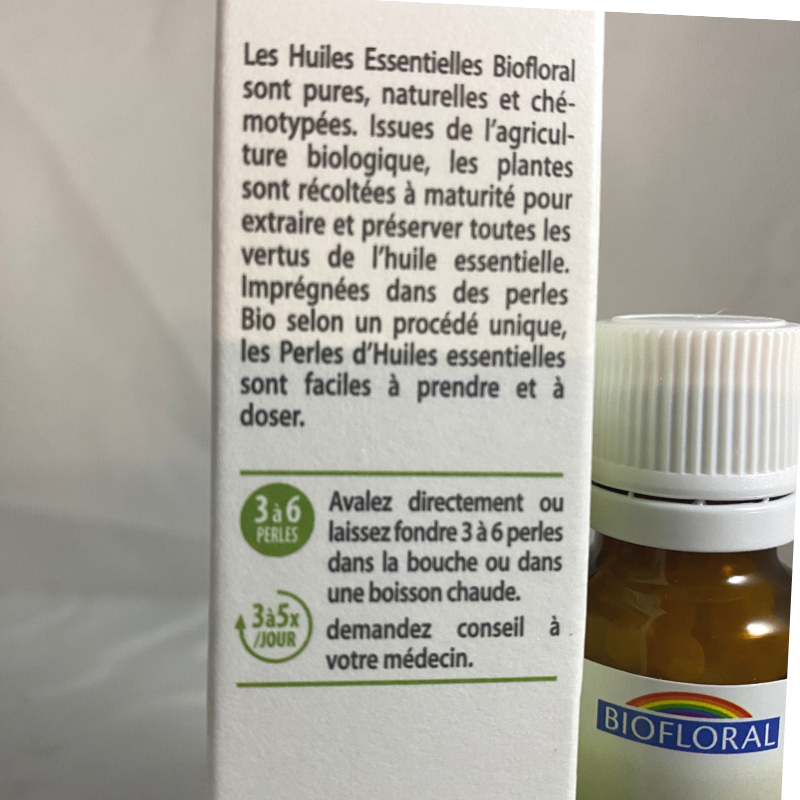 Les Huiles Essentielles Biofloral
sont pures, naturelles et ché-
motypées. Issues de l'agricul-
ture biologique, les plantes
sont récoltées à maturité pour
extraire et préserver toutes les
vertus de l'huile essentielle.
Imprégnées dans des perles
Bio selon un procédé unique,
les Perles d'Huiles essentielles
sont faciles à prendre et à
doser.
3 à 6
PERLES
Avalez directement ou
laissez fondre 3 à 6 perles
dans la bouche ou dans
une boisson chaude.
3à5x
/JOUR
demandez conseil à
votre médecin.
BIOFLORAL